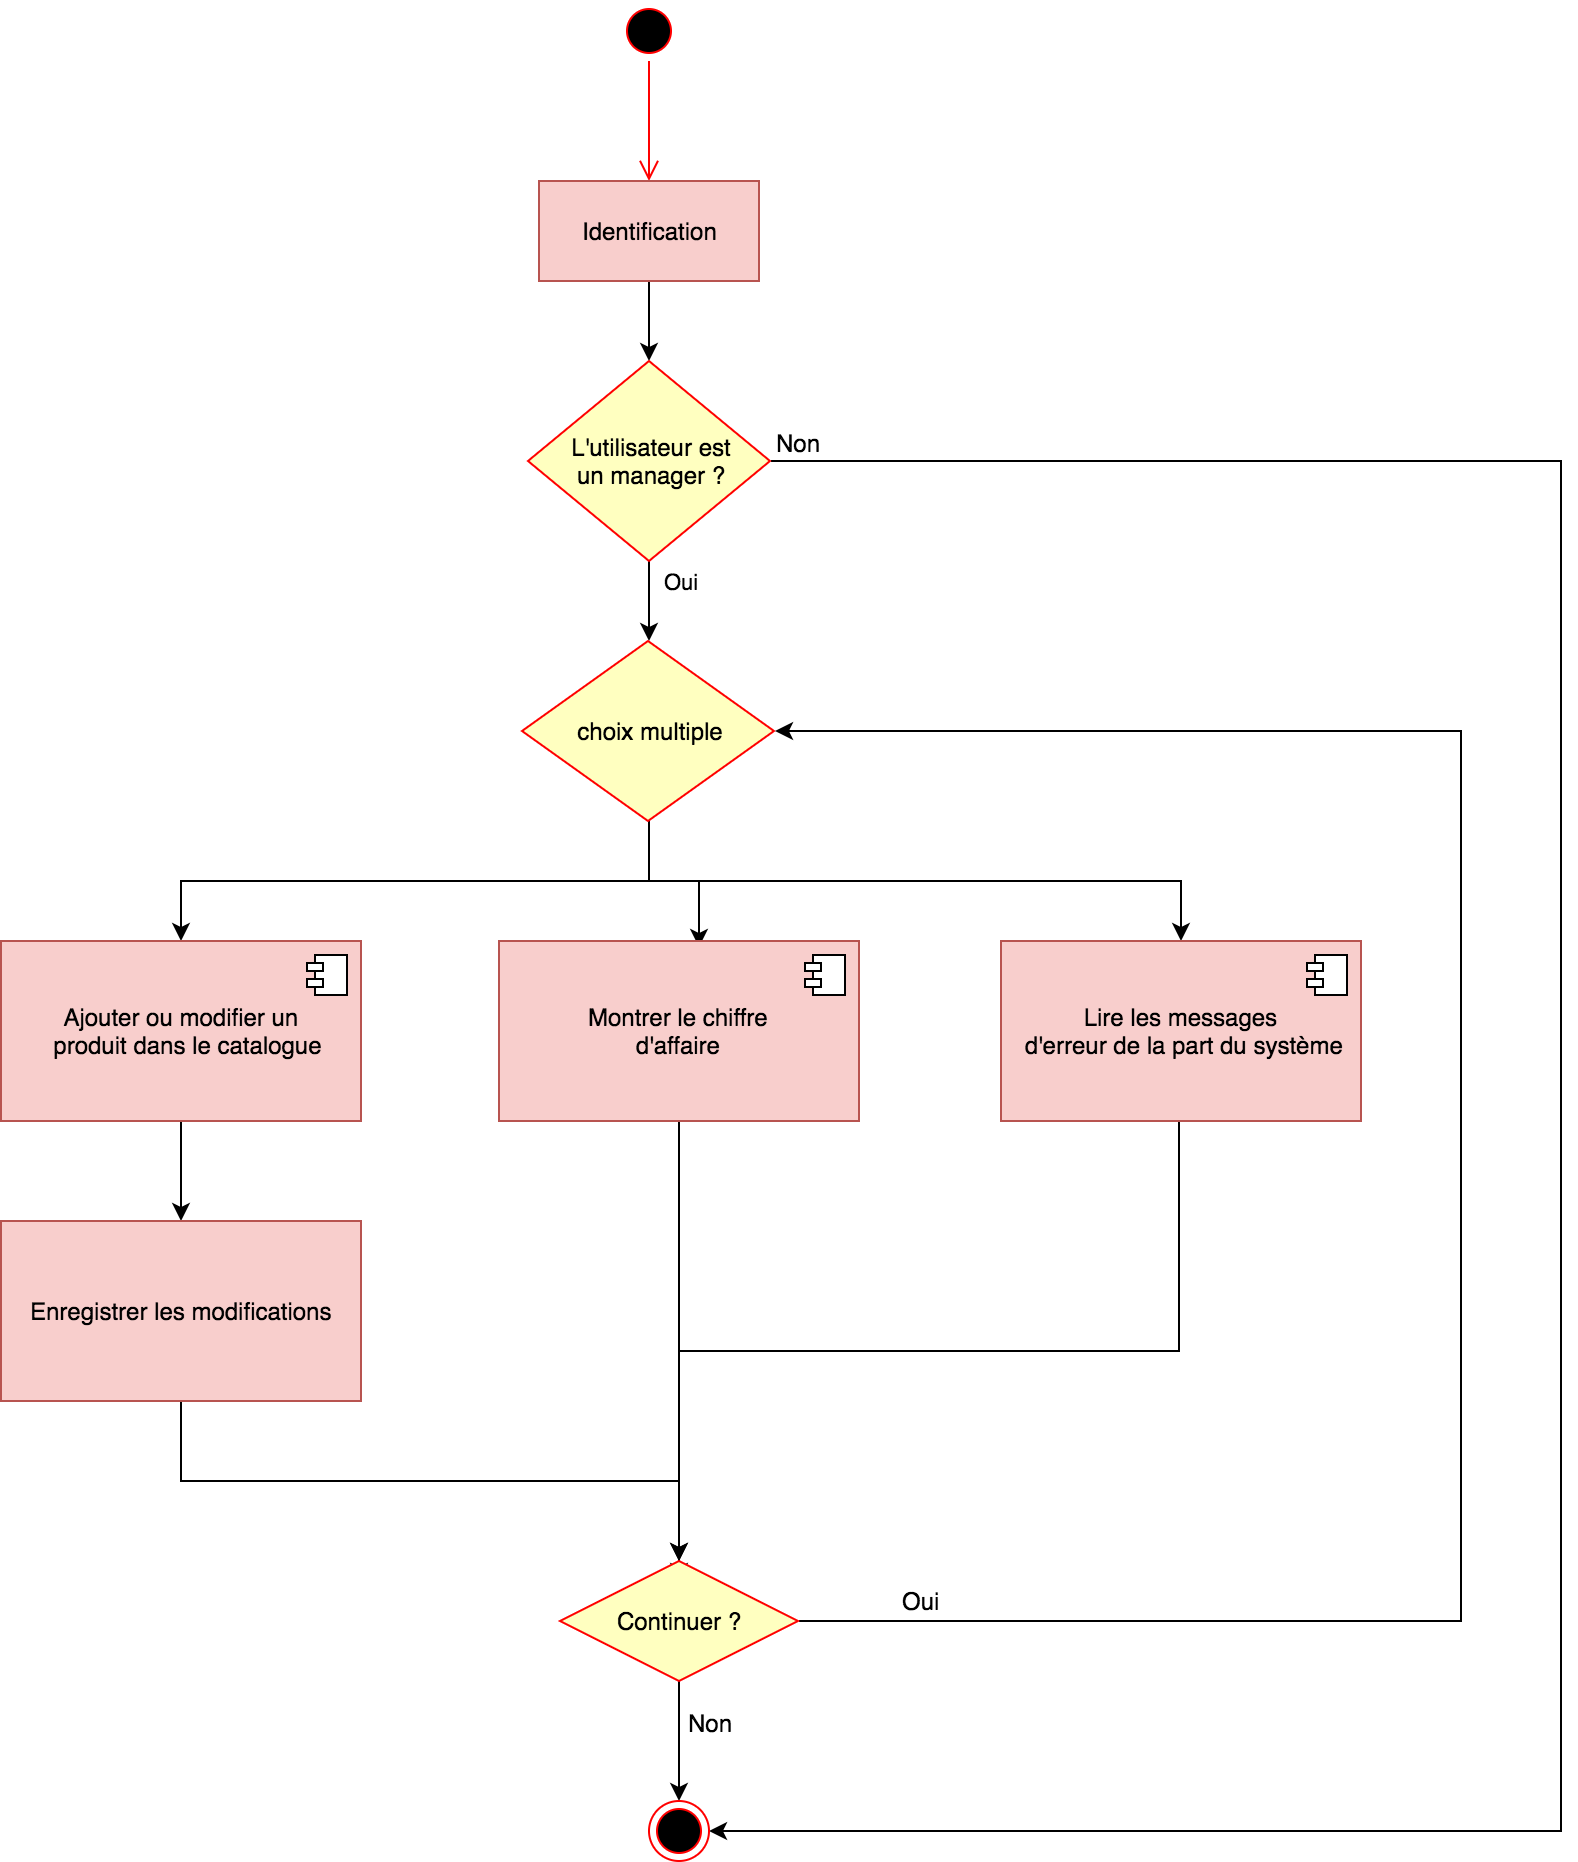 Identification
L'utilisateur est
un manager ?
Non
Oui
choix multiple
Ajouter ou modifier un
produit dans le catalogue
Montrer le chiffre
d'affaire
Lire les messages
d'erreur de la part du système
Enregistrer les modifications
Continuer ?
Oui
Non